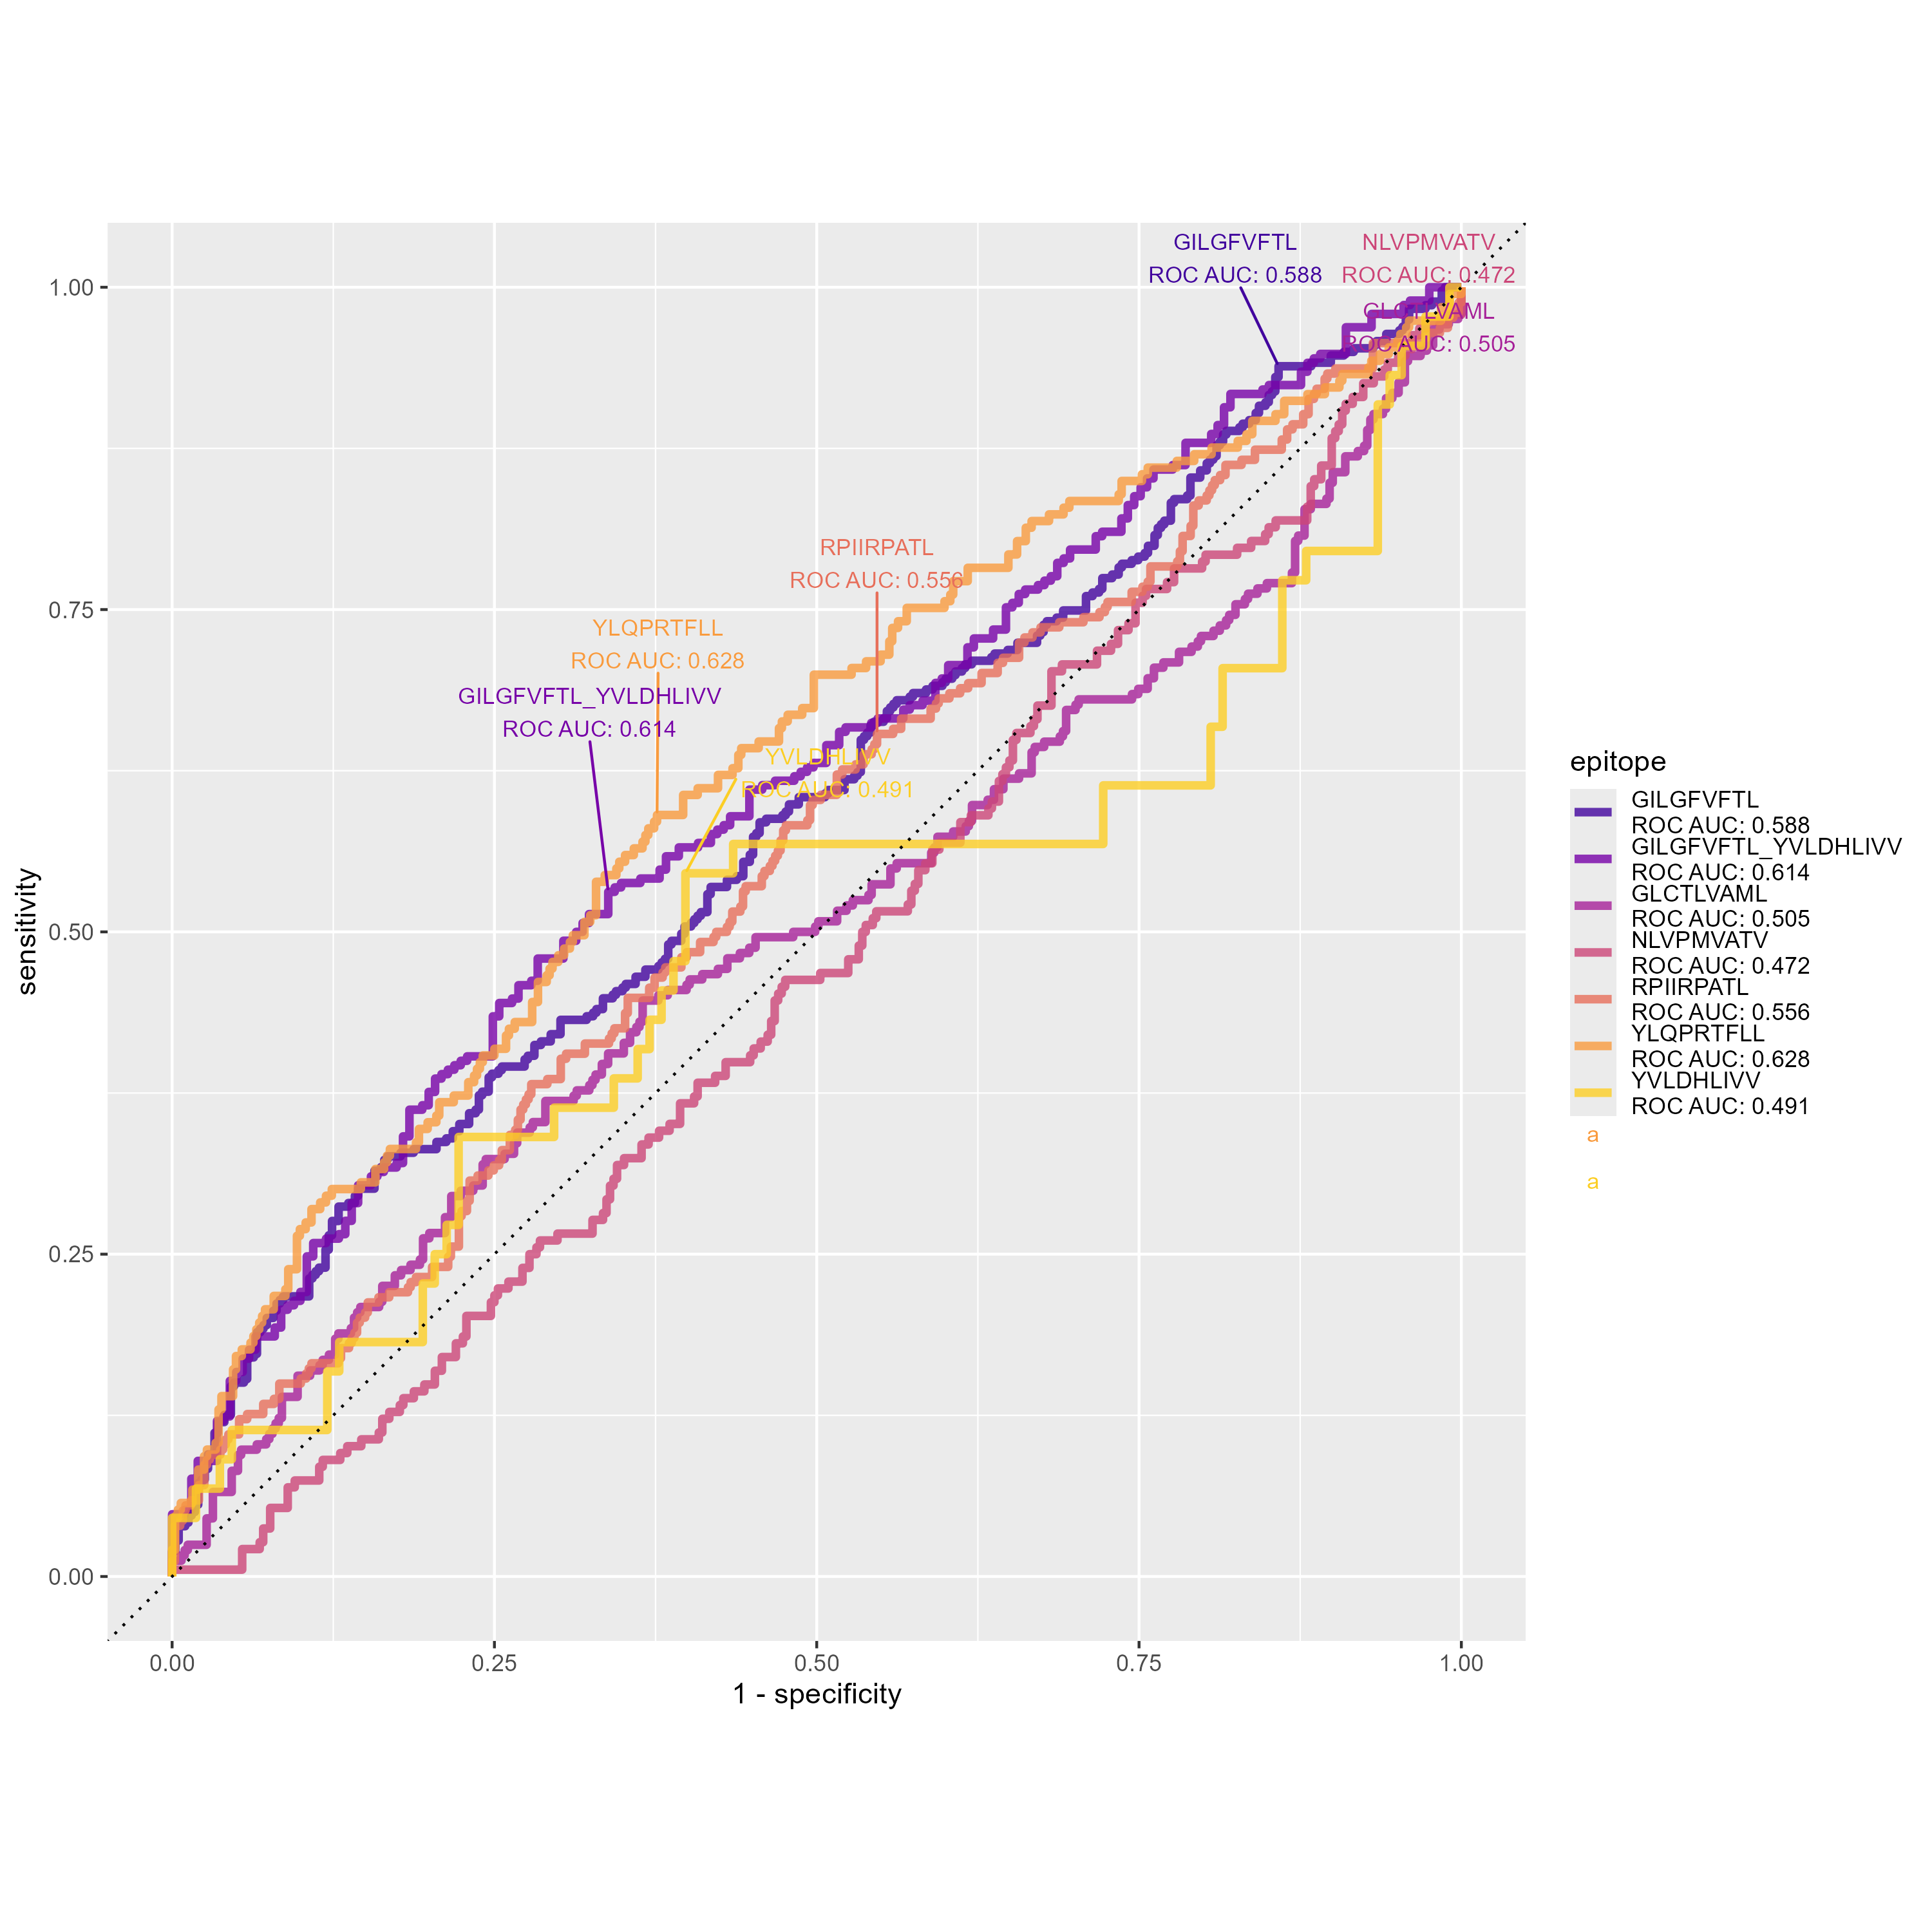 GILGFVFTL
ROC AUC: 0.588
NLVPMVATV
ROC AUC: 0.472
GLCTLVAML
ROC AUC: 0.505
RPIIRPATL
ROC AUC: 0.556
YLQPRTFLL
ROC AUC: 0.628
GILGFVFTL_YVLDHLIVV
ROC AUC: 0.614
YVLDHLIVV
ROC AUC: 0.491
1.00
0.75
0.50
0.25
0.00
sensitivity
0.00
0.25
0.50
0.75
1.00
1 - specificity
epitope
GILGFVFTL
ROC AUC: 0.588
GILGFVFTL_YVLDHLIVV
ROC AUC: 0.614
GLCTLVAML
ROC AUC: 0.505
NLVPMVATV
ROC AUC: 0.472
RPIIRPATL
ROC AUC: 0.556
YLQPRTFLL
ROC AUC: 0.628
YVLDHLIVV
ROC AUC: 0.491
a
a